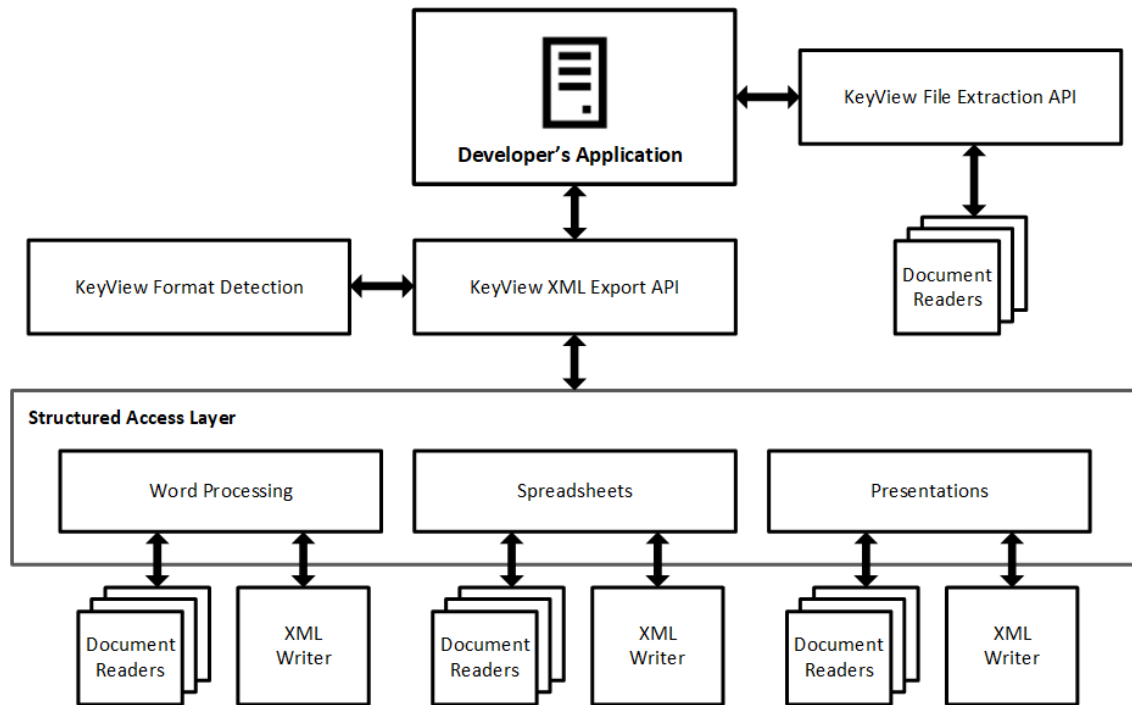 KeyView File Extraction API
Developer’s Application
KeyView Format Detection
KeyView XML Export API
Document
Readers
Structured Access Layer
Word Processing
Spreadsheets
Presentations
Document
Readers
XML
Writer
Document
Readers
XML
Writer
Document
Readers
XML
Writer